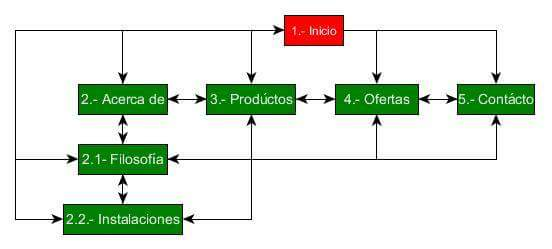 1.- Inicio
2.- Acerca de
3.- Prodúctos
4.- Ofertas
5.- Contácto
2.1- Filosofía
2.2.- Instalaciones